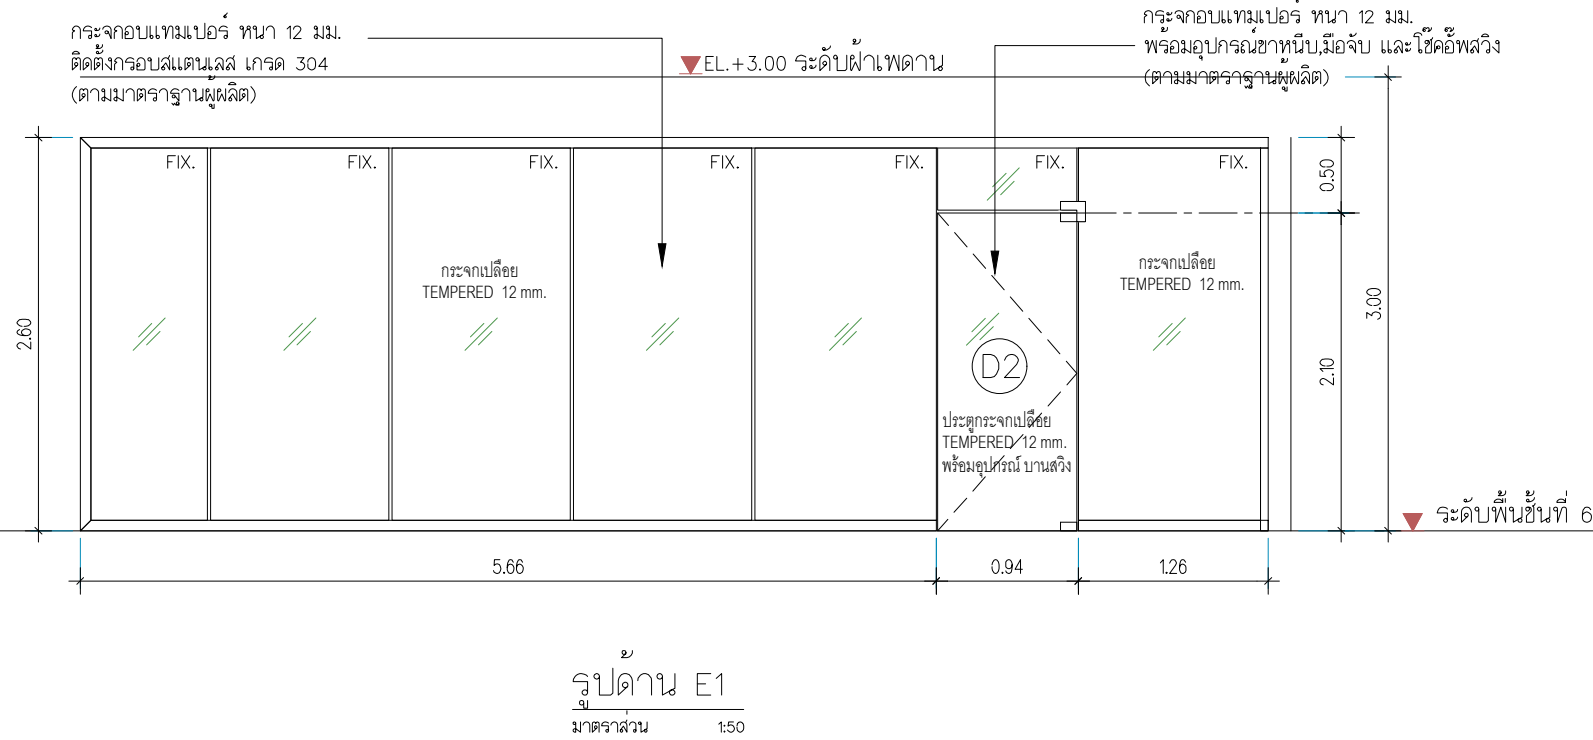 กระจกอบแทมเปอร์ หนา 12 มม.
ติดตั้งกรอบสแตนเลส เกรด 304
(ตามมาตราฐานผู้ผลิต)
EL.+3.00 ระดับฝ้าเพดาน
กระจกอบแทมเปอร์ หนา 12 มม.
พร้อมอุปกรณ์ขาหนีบ,มือจับ และโช๊คอัพสวิง
(ตามมาตราฐานผู้ผลิต)
FIX.
FIX.
FIX.
FIX.
FIX.
FIX.
FIX.
0.50
กระจกเปลือย
TEMPERED 12 mm.
กระจกเปลือย
TEMPERED 12 mm.
2.60
3.00
2.10
D2
ประตูกระจกเปลือย
TEMPERED 12 mm.
พร้อมอุปกรณ์ บานสวิง
ระดับพื้นชั้นที่ 6
5.66
0.94
1.26
รูปด้าน E1
มาตราส่วน 1:50